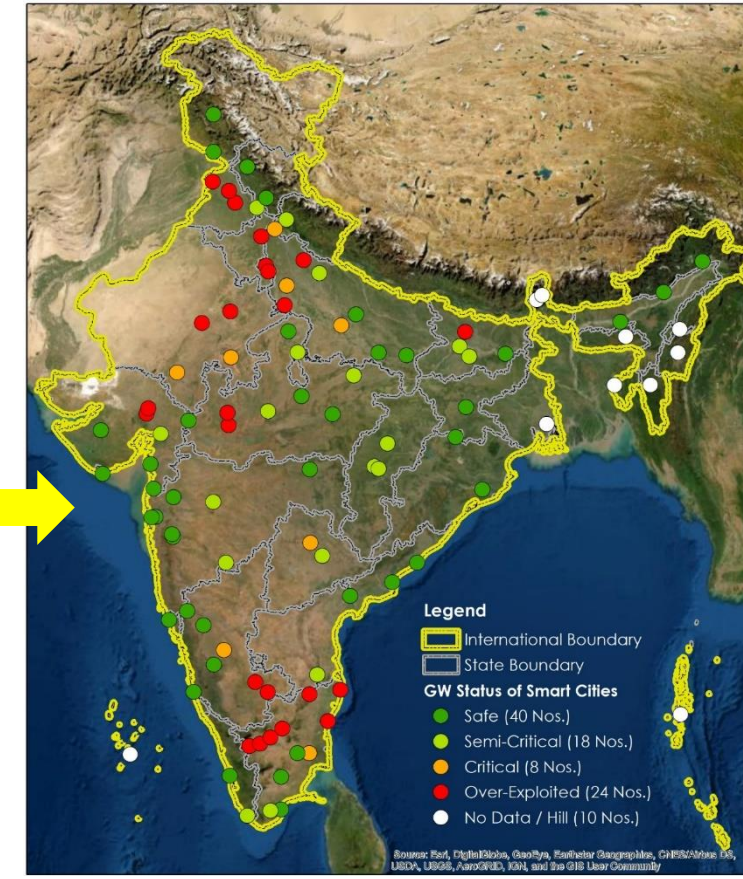 Legend
International Boundary
State Boundary
GW Status of Smart Cities
Safe (40 Nos.)
Semi-Critical (18 Nos.)
Critical (8 Nos.)
Over-Exploited (24 Nos.)
No Data / Hill (10 Nos.)
Source: Esri, DigitalGlobe, GeoEye, Earthstar Geographics, CNES/Airbus DS,
USDA, USGS, AeroGRID, IGN, and the GIS User Community